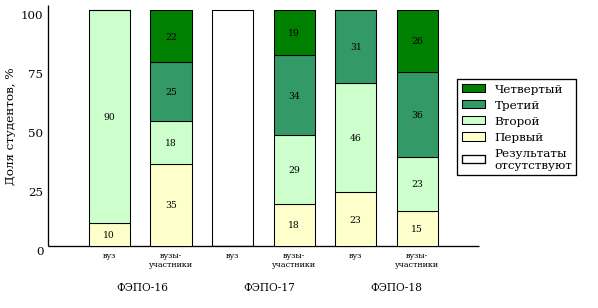 Доля студентов, %
100
75
50
25
0
90
10
22
25
18
35
19
34
29
18
31
46
23
26
36
23
15
вуз
вузы-
участники
вуз
вузы-
участники
вуз
вузы-
участники
ФЭПО-16
ФЭПО-17
ФЭПО-18
Четвертый
Третий
Второй
Первый
Результаты
отсутствуют